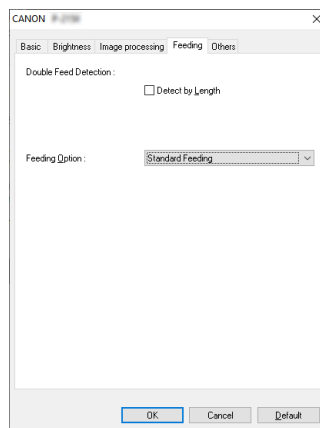 CANON
Basic Brightness Image processing Feeding Others
Double Feed Detection :
Detect by Length
Feeding Option : Standard Feeding
OK Cancel Default